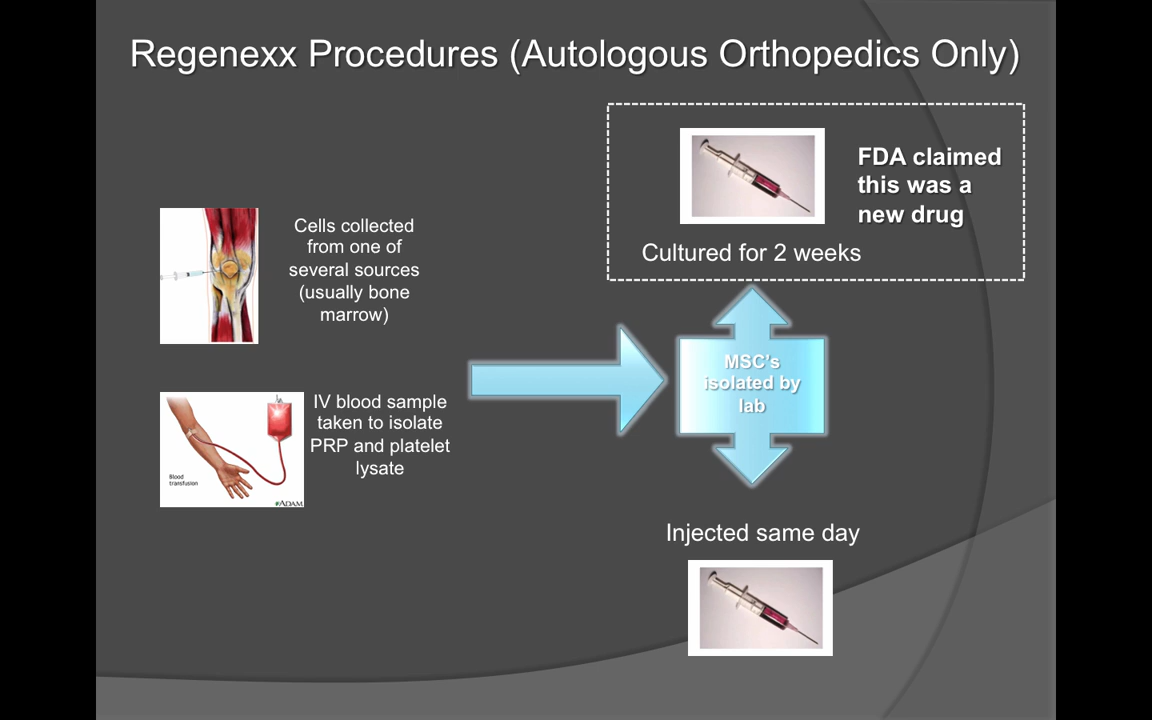 Regenexx Procedures (Autologous Orthopedics Only)
FDA claimed
this was a
new drug
Cultured for 2 weeks
Cells collected
from one of
several sources
(usually bone
marrow)
MSC's
isolated by
lab
IV blood sample
taken to isolate
PRP and platelet
lysate
Blood
transfusion
ADAM
Injected same day